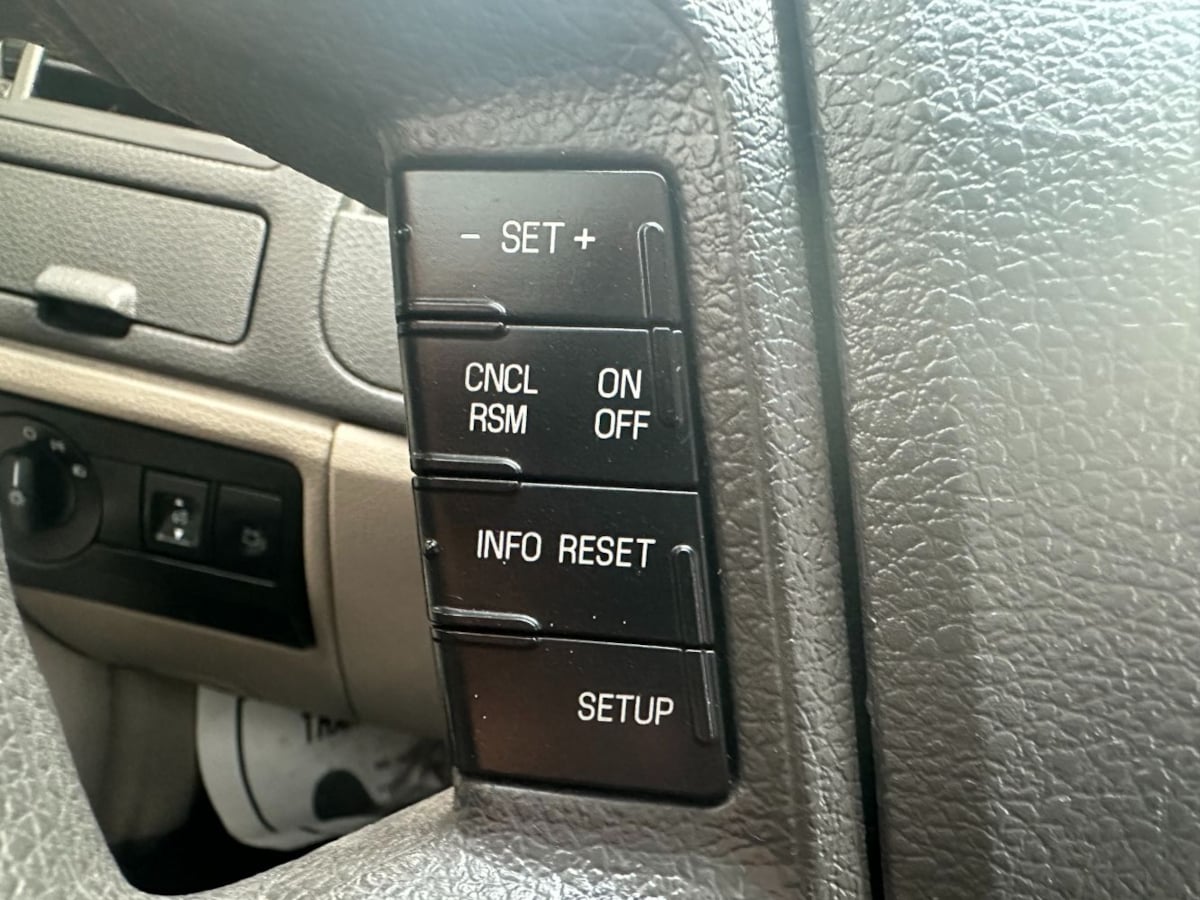 - SET +
CNCL ON
RSM OFF
INFO RESET
SETUP